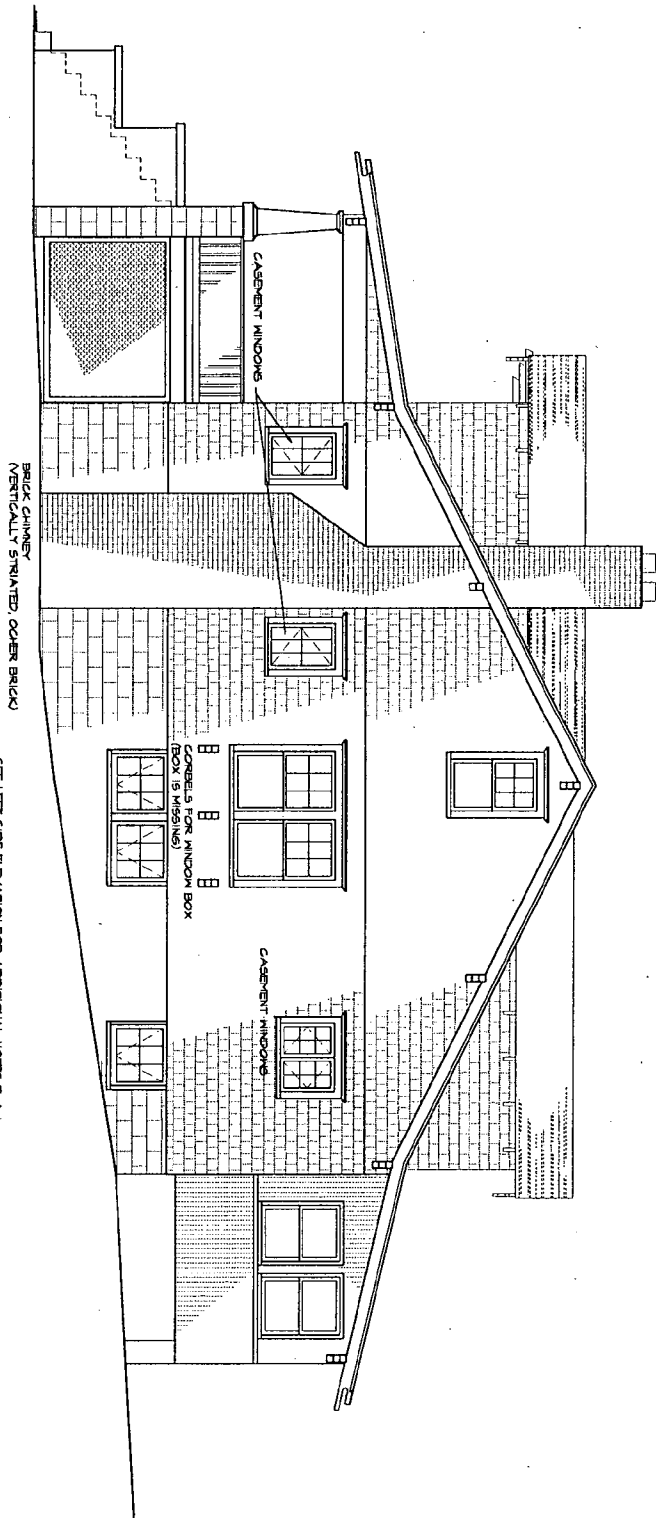 CASEMENT WINDOWS
CORBELS FOR WINDOW BOX
(BOX IS MISSING)
CASEMENT WINDOWS
BRICK CHIMNEY
(VERTICALLY STRIATED, OCHER BRICK)